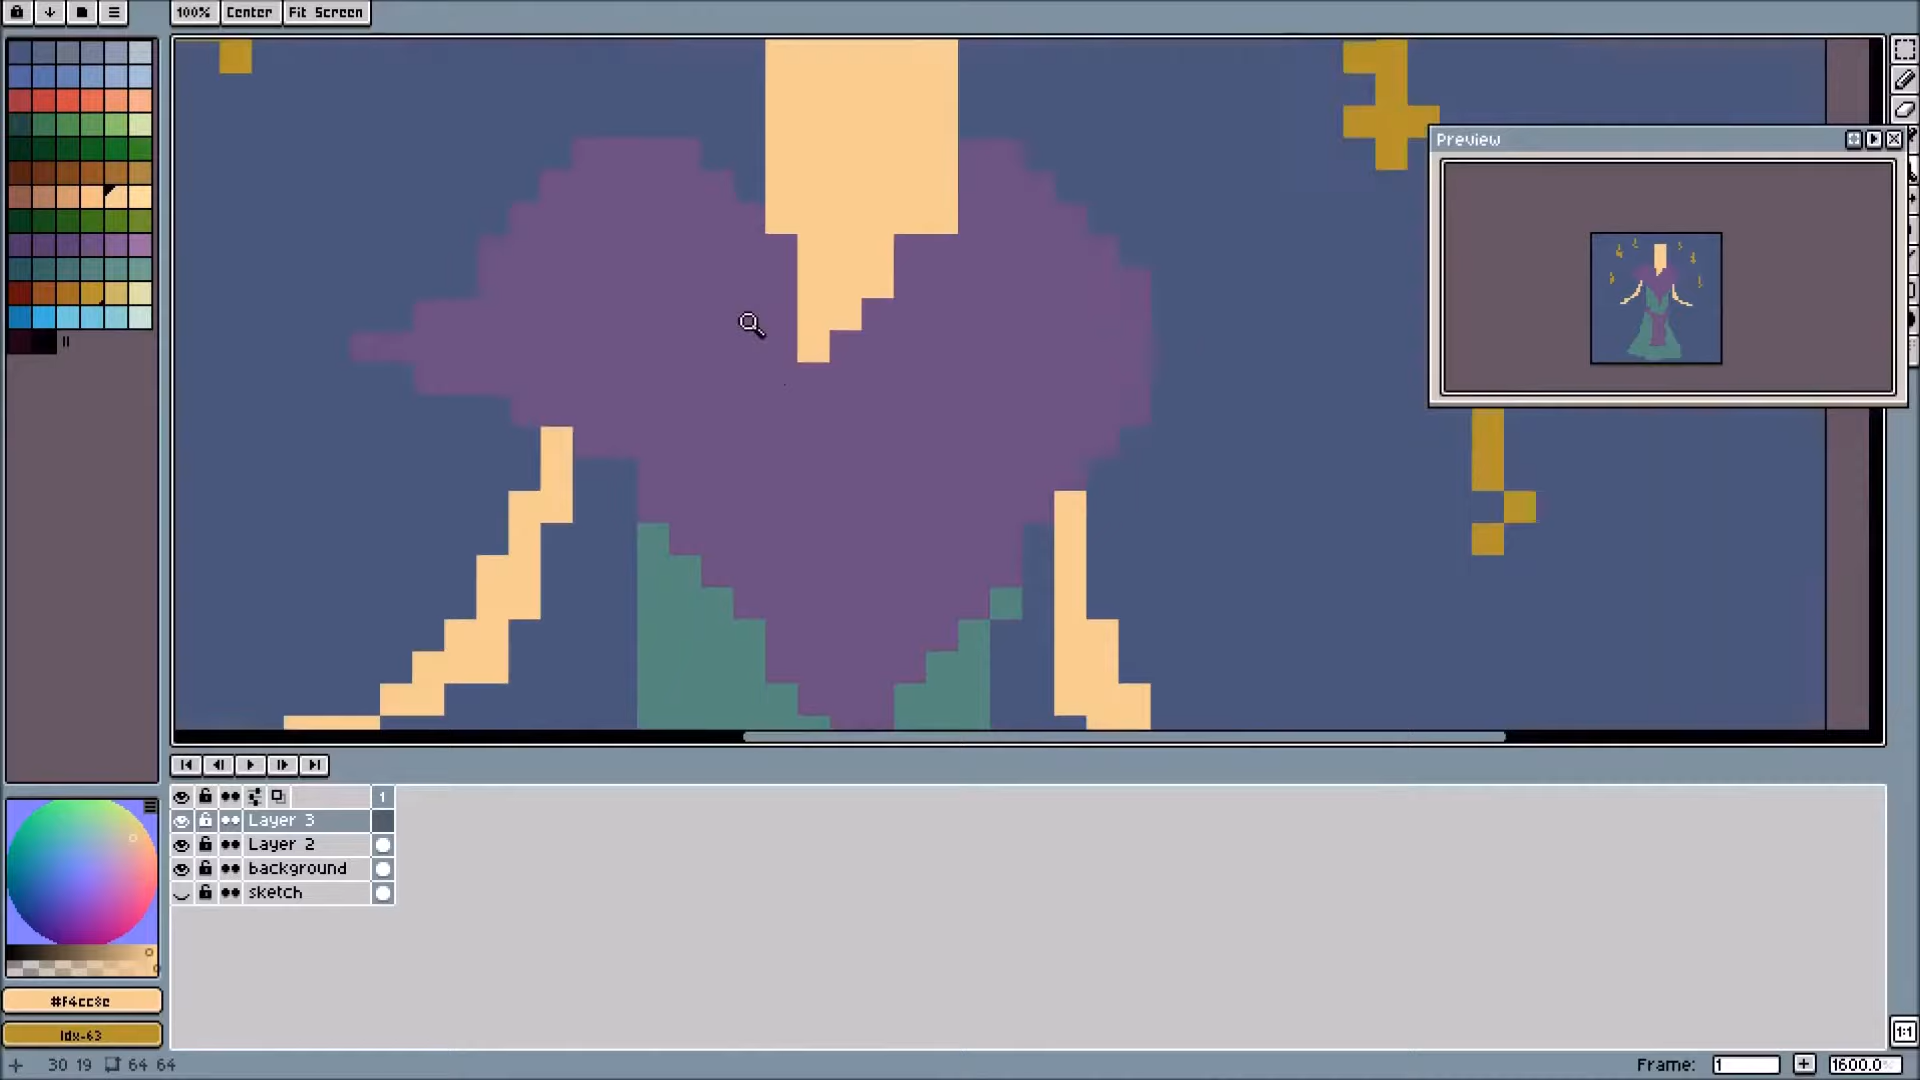 100% Center Fit Screen
Preview
1
Layer 3
Layer 2
background
sketch
#F4cc8c
Idx-63
30 19 64 64
Frame: 1 1600.0
1:1